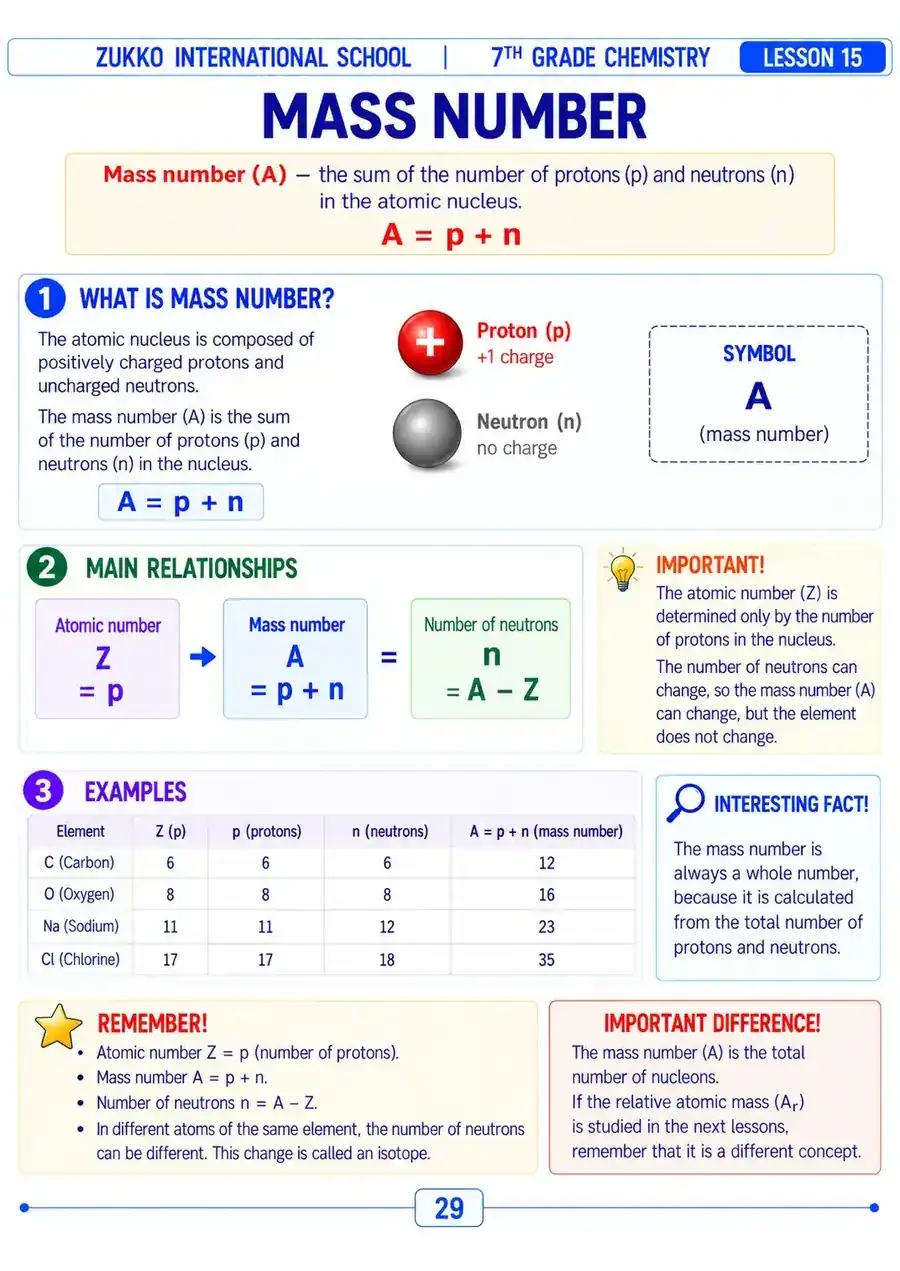 ZUKKO INTERNATIONAL SCHOOL | 7TH GRADE CHEMISTRY LESSON 15
MASS NUMBER
Mass number (A) – the sum of the number of protons (p) and neutrons (n)
in the atomic nucleus.
A = p + n
1 WHAT IS MASS NUMBER?
The atomic nucleus is composed of
positively charged protons and
uncharged neutrons.
The mass number (A) is the sum
of the number of protons (p) and
neutrons (n) in the nucleus.
A = p + n
+
Proton (p)
+1 charge
Neutron (n)
no charge
SYMBOL
A
(mass number)
2 MAIN RELATIONSHIPS
Atomic number
Z
= p
Mass number
A
= p + n
=
Number of neutrons
n
= A – Z
IMPORTANT!
The atomic number (Z) is
determined only by the number
of protons in the nucleus.
The number of neutrons can
change, so the mass number (A)
can change, but the element
does not change.
3 EXAMPLES
Element Z (p) p (protons) n (neutrons) A = p + n (mass number)
C (Carbon) 6 6 6 12
O (Oxygen) 8 8 8 16
Na (Sodium) 11 11 12 23
Cl (Chlorine) 17 17 18 35
INTERESTING FACT!
The mass number is
always a whole number,
because it is calculated
from the total number of
protons and neutrons.
REMEMBER!
• Atomic number Z = p (number of protons).
• Mass number A = p + n.
• Number of neutrons n = A – Z.
• In different atoms of the same element, the number of neutrons
can be different. This change is called an isotope.
IMPORTANT DIFFERENCE!
The mass number (A) is the total
number of nucleons.
If the relative atomic mass (Ar)
is studied in the next lessons,
remember that it is a different concept.
29